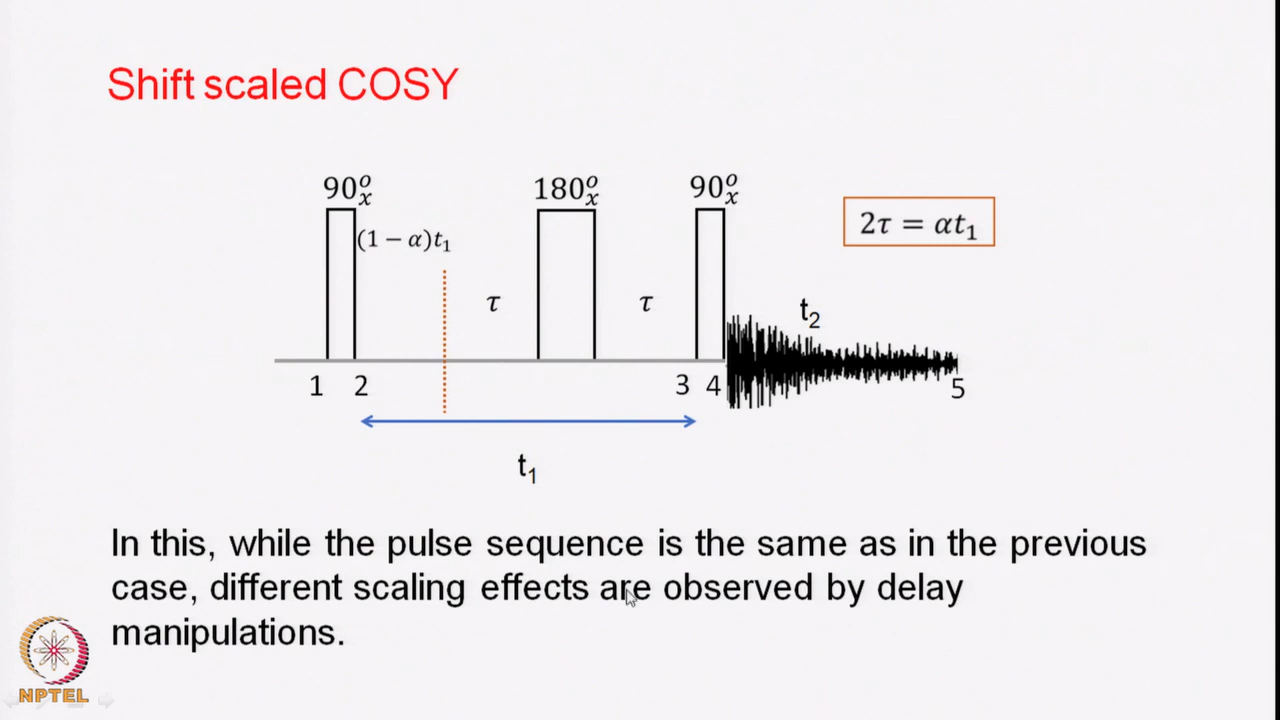 Shift scaled COSY
90°x 180°x 90°x
(1 − α)t₁
2τ = αt₁
τ τ t₂
1 2 3 4 5
t₁
In this, while the pulse sequence is the same as in the previous
case, different scaling effects are observed by delay
manipulations.
NPTEL